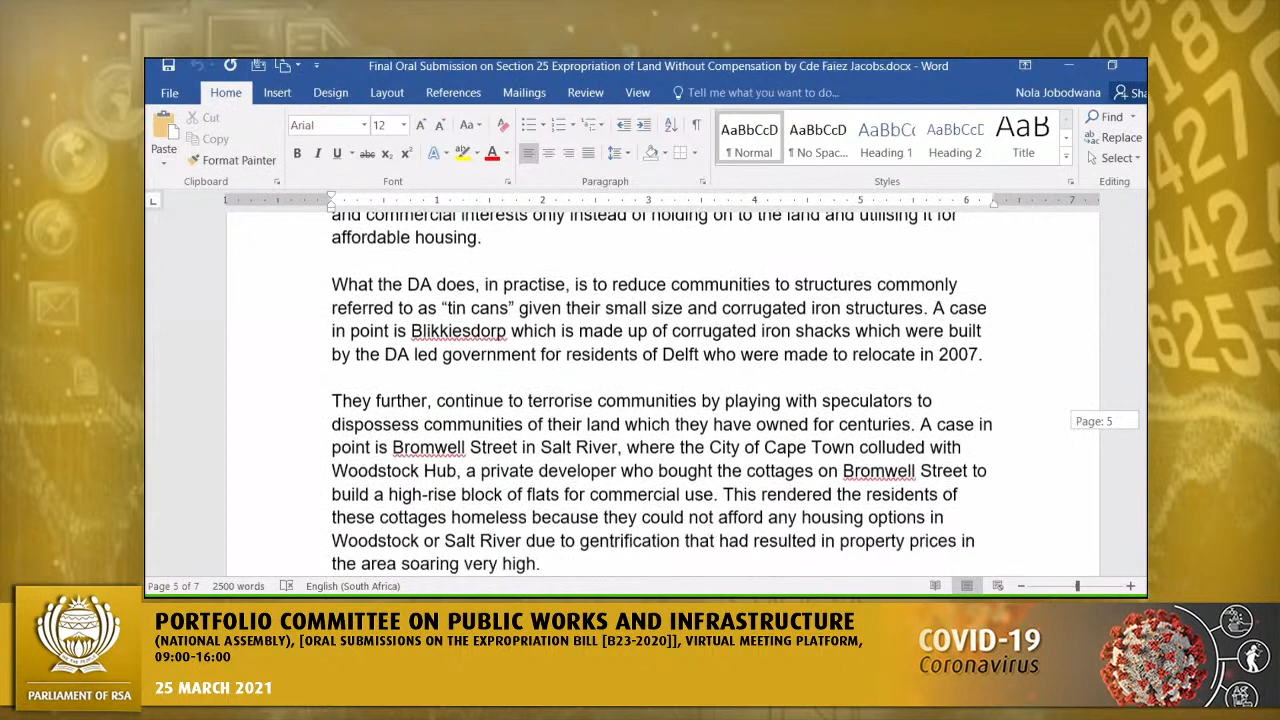 Final Oral Submission on Section 25 Expropriation of Land Without Compensation by Cde Faiez Jacobs.docx - Word
File Home Insert Design Layout References Mailings Review View Tell me what you want to do... Nola Jobodwana Sha
Paste
Cut
Copy
Format Painter
Clipboard
Arial 12
Font
Paragraph
AaBbCcD AaBbCcD AaBbCc AaBbCcD AaB
¶ Normal ¶ No Spac... Heading 1 Heading 2 Title
Styles
Find
Replace
Select
Editing
1 1 2 3 4 5 6 7
and commercial interests only instead of holding on to the land and utilising it for
affordable housing.
What the DA does, in practise, is to reduce communities to structures commonly
referred to as “tin cans” given their small size and corrugated iron structures. A case
in point is Blikkiesdorp which is made up of corrugated iron shacks which were built
by the DA led government for residents of Delft who were made to relocate in 2007.
They further, continue to terrorise communities by playing with speculators to
dispossess communities of their land which they have owned for centuries. A case in
point is Bromwell Street in Salt River, where the City of Cape Town colluded with
Woodstock Hub, a private developer who bought the cottages on Bromwell Street to
build a high-rise block of flats for commercial use. This rendered the residents of
these cottages homeless because they could not afford any housing options in
Woodstock or Salt River due to gentrification that had resulted in property prices in
the area soaring very high.
Page: 5
Page 5 of 7 2500 words English (South Africa)
PORTFOLIO COMMITTEE ON PUBLIC WORKS AND INFRASTRUCTURE
(NATIONAL ASSEMBLY), [ORAL SUBMISSIONS ON THE EXPROPRIATION BILL [B23-2020]], VIRTUAL MEETING PLATFORM,
09:00-16:00
25 MARCH 2021
PARLIAMENT OF RSA
COVID-19
Coronavirus